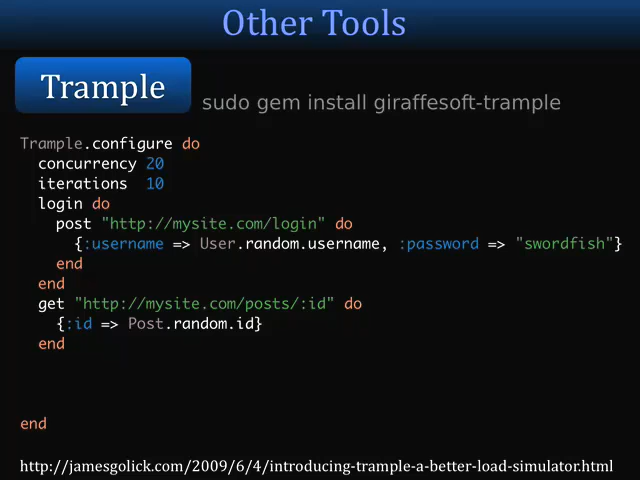 Other Tools
Trample
sudo gem install giraffesoft-trample
Trample.configure do
  concurrency 20
  iterations  10
  login do
    post "http://mysite.com/login" do
      {:username => User.random.username, :password => "swordfish"}
    end
  end
  get "http://mysite.com/posts/:id" do
    {:id => Post.random.id}
  end
end
http://jamesgolick.com/2009/6/4/introducing-trample-a-better-load-simulator.html